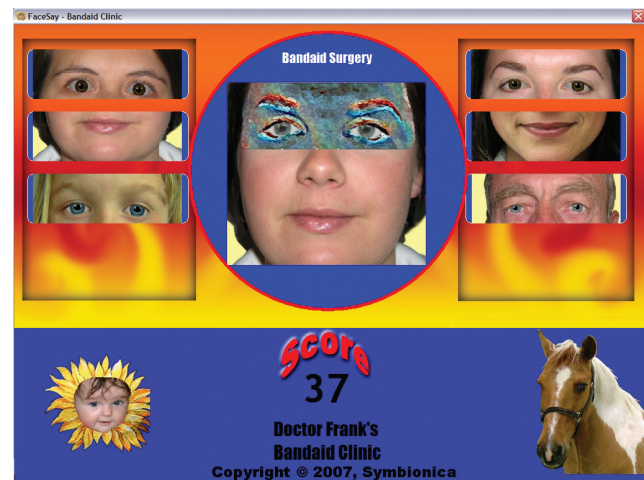 FaceSay - Bandaid Clinic
Bandaid Surgery
Score
37
Doctor Frank's
Bandaid Clinic
Copyright © 2007, Symbionica